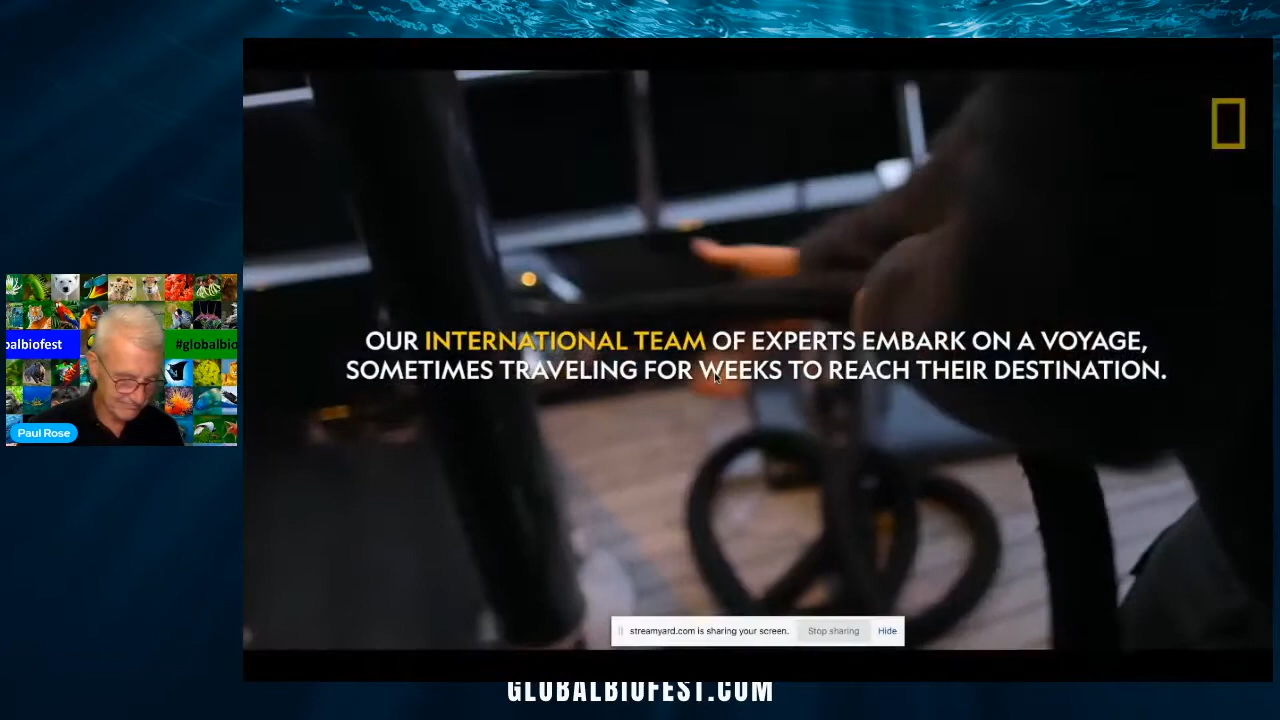 OUR INTERNATIONAL TEAM OF EXPERTS EMBARK ON A VOYAGE,
SOMETIMES TRAVELING FOR WEEKS TO REACH THEIR DESTINATION.
balbiofest
#globalbio
Paul Rose
streamyard.com is sharing your screen.
Stop sharing
Hide
GLOBALBIOFEST.COM